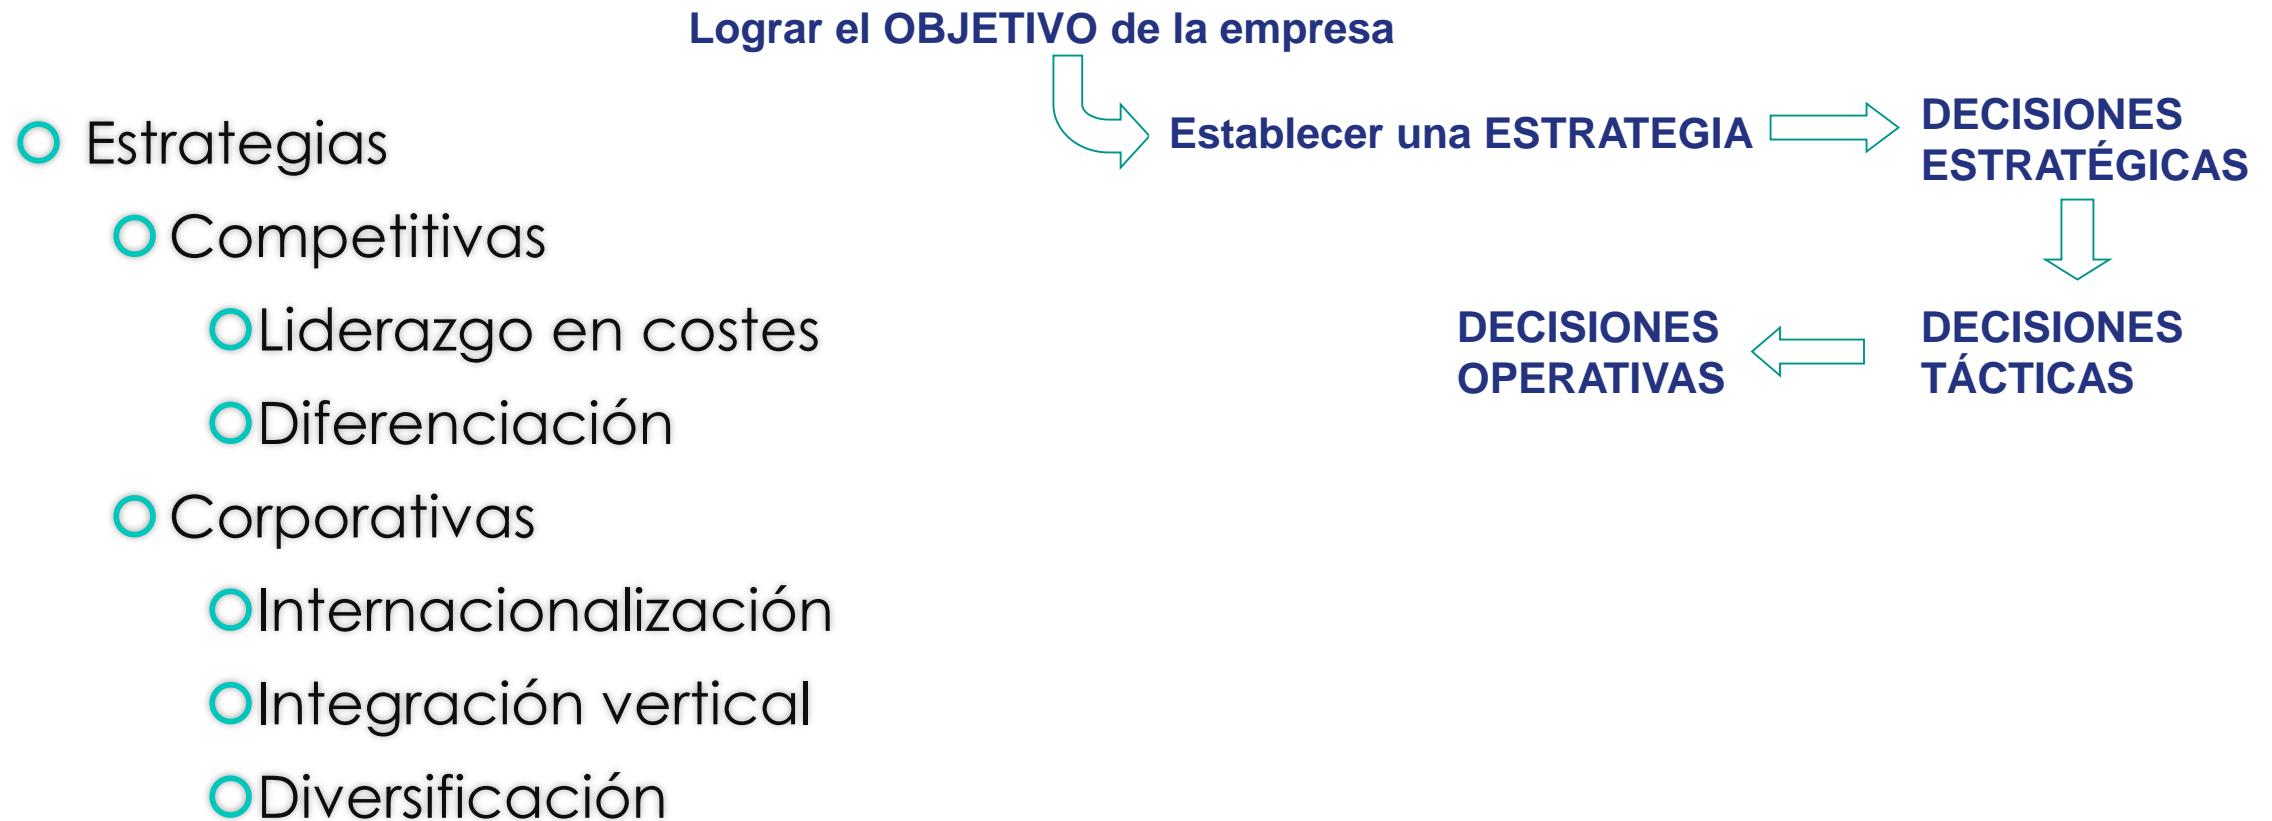 Lograr el OBJETIVO de la empresa
Establecer una ESTRATEGIA
DECISIONES
ESTRATÉGICAS
DECISIONES
TÁCTICAS
DECISIONES
OPERATIVAS
Estrategias
Competitivas
Liderazgo en costes
Diferenciación
Corporativas
Internacionalización
Integración vertical
Diversificación